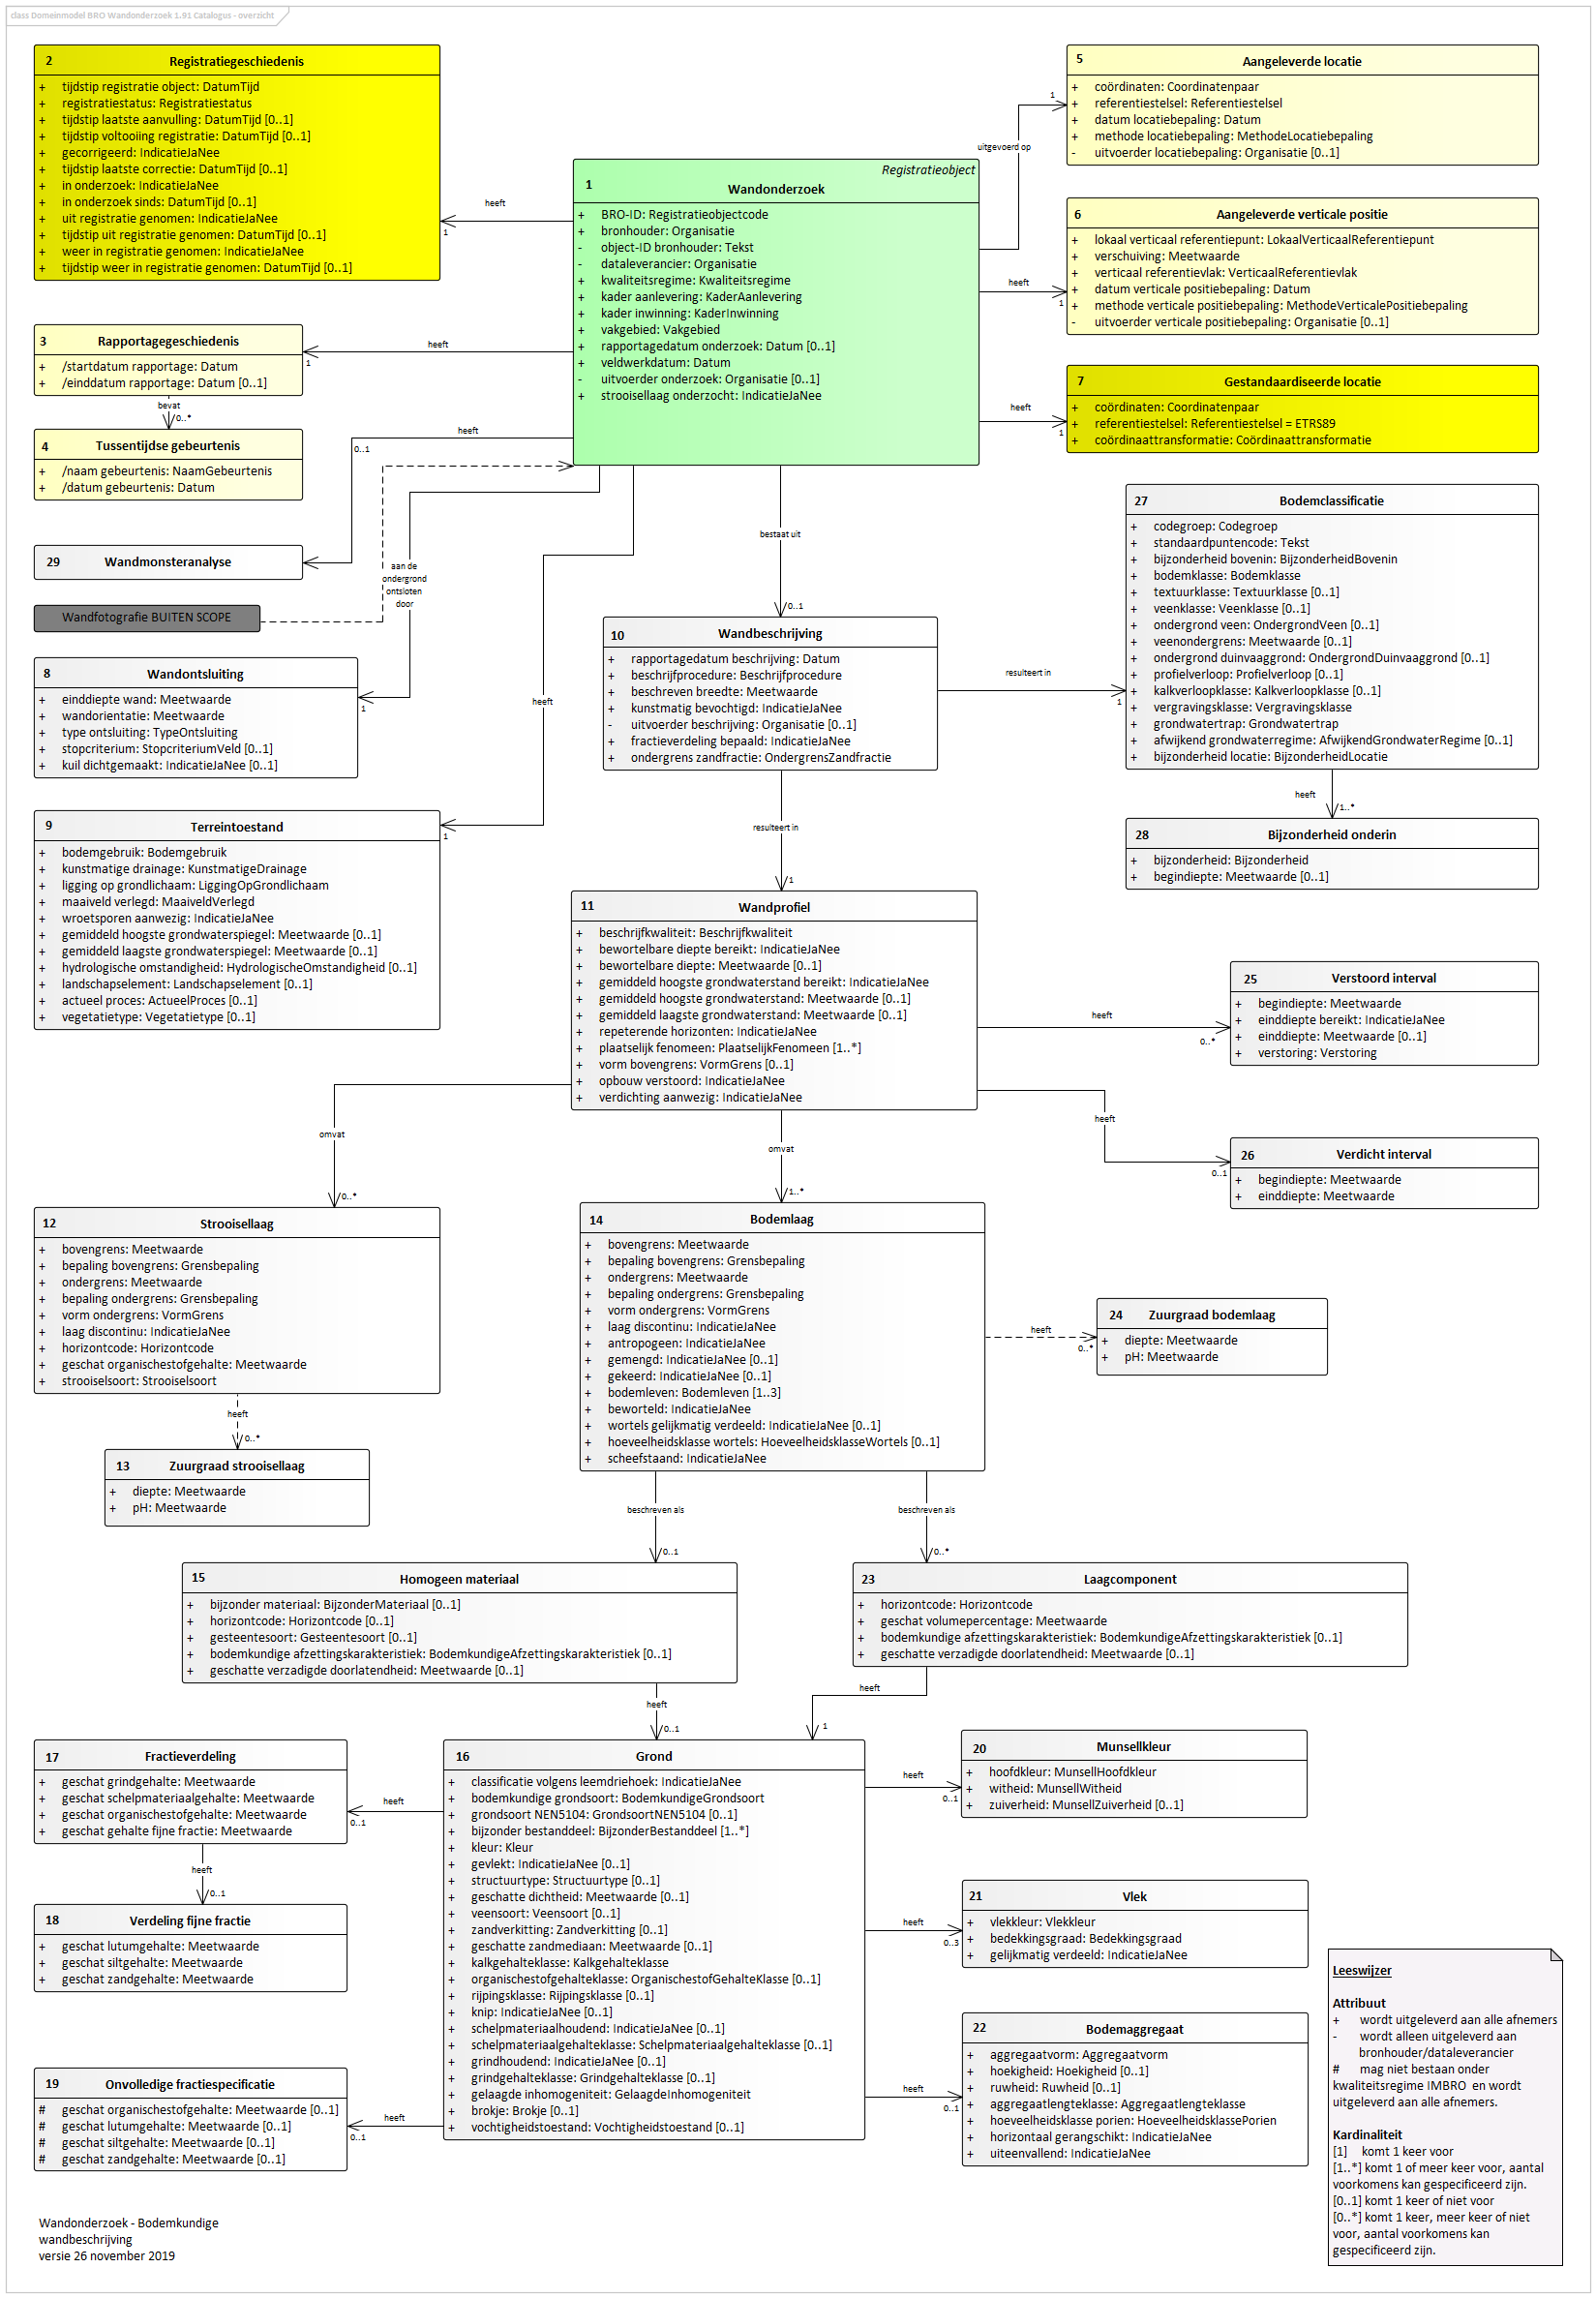 class Domeinmodel BRO Wandonderzoek 1.91 Catalogus - overzicht
2 Registratiegeschiedenis
+ tijdstip registratie object: DatumTijd
+ registratiestatus: Registratiestatus
+ tijdstip laatste aanvulling: DatumTijd [0..1]
+ tijdstip voltooiing registratie: DatumTijd [0..1]
+ gecorrigeerd: IndicatieJaNee
+ tijdstip laatste correctie: DatumTijd [0..1]
+ in onderzoek: IndicatieJaNee
+ in onderzoek sinds: DatumTijd [0..1]
+ uit registratie genomen: IndicatieJaNee
+ tijdstip uit registratie genomen: DatumTijd [0..1]
+ weer in registratie genomen: IndicatieJaNee
+ tijdstip weer in registratie genomen: DatumTijd [0..1]
heeft
1
Registratieobject
1 Wandonderzoek
+ BRO-ID: Registratieobjectcode
+ bronhouder: Organisatie
- object-ID bronhouder: Tekst
- dataleverancier: Organisatie
+ kwaliteitsregime: Kwaliteitsregime
+ kader aanlevering: KaderAanlevering
+ kader inwinning: KaderInwinning
+ vakgebied: Vakgebied
+ rapportagedatum onderzoek: Datum [0..1]
+ veldwerkdatum: Datum
- uitvoerder onderzoek: Organisatie [0..1]
+ strooisellaag onderzocht: IndicatieJaNee
uitgevoerd op
1
5 Aangeleverde locatie
+ coördinaten: Coordinatenpaar
+ referentiestelsel: Referentiestelsel
+ datum locatiebepaling: Datum
+ methode locatiebepaling: MethodeLocatiebepaling
- uitvoerder locatiebepaling: Organisatie [0..1]
heeft
1
6 Aangeleverde verticale positie
+ lokaal verticaal referentiepunt: LokaalVerticaalReferentiepunt
+ verschuiving: Meetwaarde
+ verticaal referentievlak: VerticaalReferentievlak
+ datum verticale positiebepaling: Datum
+ methode verticale positiebepaling: MethodeVerticalePositiebepaling
- uitvoerder verticale positiebepaling: Organisatie [0..1]
heeft
1
7 Gestandaardiseerde locatie
+ coördinaten: Coordinatenpaar
+ referentiestelsel: Referentiestelsel = ETRS89
+ coördinaattransformatie: Coördinaattransformatie
heeft
1
3 Rapportagegeschiedenis
+ /startdatum rapportage: Datum
+ /einddatum rapportage: Datum [0..1]
bevat
0..*
4 Tussentijdse gebeurtenis
+ /naam gebeurtenis: NaamGebeurtenis
+ /datum gebeurtenis: Datum
heeft
0..1
29 Wandmonsteranalyse
Wandfotografie BUITEN SCOPE
aan de
ondergrond
ontsloten
door
1
8 Wandontsluiting
+ einddiepte wand: Meetwaarde
+ wandorientatie: Meetwaarde
+ type ontsluiting: TypeOntsluiting
+ stopcriterium: StopcriteriumVeld [0..1]
+ kuil dichtgemaakt: IndicatieJaNee [0..1]
heeft
1
9 Terreintoestand
+ bodemgebruik: Bodemgebruik
+ kunstmatige drainage: KunstmatigeDrainage
+ ligging op grondlichaam: LiggingOpGrondlichaam
+ maaiveld verlegd: MaaiveldVerlegd
+ wroetsporen aanwezig: IndicatieJaNee
+ gemiddeld hoogste grondwaterspiegel: Meetwaarde [0..1]
+ gemiddeld laagste grondwaterspiegel: Meetwaarde [0..1]
+ hydrologische omstandigheid: HydrologischeOmstandigheid [0..1]
+ landschapselement: Landschapselement [0..1]
+ actueel proces: ActueelProces [0..1]
+ vegetatietype: Vegetatietype [0..1]
bestaat uit
0..1
10 Wandbeschrijving
+ rapportagedatum beschrijving: Datum
+ beschrijfprocedure: Beschrijfprocedure
+ beschreven breedte: Meetwaarde
+ kunstmatig bevochtigd: IndicatieJaNee
- uitvoerder beschrijving: Organisatie [0..1]
+ fractieverdeling bepaald: IndicatieJaNee
+ ondergrens zandfractie: OndergrensZandfractie
resulteert in
1
27 Bodemclassificatie
+ codegroep: Codegroep
+ standaardpuntencode: Tekst
+ bijzonderheid bovenin: BijzonderheidBovenin
+ bodemklasse: Bodemklasse
+ textuurklasse: Textuurklasse [0..1]
+ veenklasse: Veenklasse [0..1]
+ ondergrond veen: OndergrondVeen [0..1]
+ veenondergrens: Meetwaarde [0..1]
+ ondergrond duinvaaggrond: OndergrondDuinvaaggrond [0..1]
+ profielverloop: Profielverloop [0..1]
+ kalkverloopklasse: Kalkverloopklasse [0..1]
+ vergravingsklasse: Vergravingsklasse
+ grondwatertrap: Grondwatertrap
+ afwijkend grondwaterregime: AfwijkendGrondwaterRegime [0..1]
+ bijzonderheid locatie: BijzonderheidLocatie
heeft
1..*
28 Bijzonderheid onderin
+ bijzonderheid: Bijzonderheid
+ begindiepte: Meetwaarde [0..1]
resulteert in
1
11 Wandprofiel
+ beschrijfkwaliteit: Beschrijfkwaliteit
+ bewortelbare diepte bereikt: IndicatieJaNee
+ bewortelbare diepte: Meetwaarde [0..1]
+ gemiddeld hoogste grondwaterstand bereikt: IndicatieJaNee
+ gemiddeld hoogste grondwaterstand: Meetwaarde [0..1]
+ gemiddeld laagste grondwaterstand: Meetwaarde [0..1]
+ repeterende horizonten: IndicatieJaNee
+ plaatselijk fenomeen: PlaatselijkFenomeen [1..*]
+ vorm bovengrens: VormGrens [0..1]
+ opbouw verstoord: IndicatieJaNee
+ verdichting aanwezig: IndicatieJaNee
heeft
0..*
25 Verstoord interval
+ begindiepte: Meetwaarde
+ einddiepte bereikt: IndicatieJaNee
+ einddiepte: Meetwaarde [0..1]
+ verstoring: Verstoring
heeft
0..1
26 Verdicht interval
+ begindiepte: Meetwaarde
+ einddiepte: Meetwaarde
omvat
0..*
12 Strooisellaag
+ bovengrens: Meetwaarde
+ bepaling bovengrens: Grensbepaling
+ ondergrens: Meetwaarde
+ bepaling ondergrens: Grensbepaling
+ vorm ondergrens: VormGrens
+ laag discontinu: IndicatieJaNee
+ horizontcode: Horizontcode
+ geschat organischestofgehalte: Meetwaarde
+ strooiselsoort: Strooiselsoort
heeft
0..*
13 Zuurgraad strooisellaag
+ diepte: Meetwaarde
+ pH: Meetwaarde
omvat
1..*
14 Bodemlaag
+ bovengrens: Meetwaarde
+ bepaling bovengrens: Grensbepaling
+ ondergrens: Meetwaarde
+ bepaling ondergrens: Grensbepaling
+ vorm ondergrens: VormGrens
+ laag discontinu: IndicatieJaNee
+ antropogeen: IndicatieJaNee
+ gemengd: IndicatieJaNee [0..1]
+ gekeerd: IndicatieJaNee [0..1]
+ bodemleven: Bodemleven [1..3]
+ beworteld: IndicatieJaNee
+ wortels gelijkmatig verdeeld: IndicatieJaNee [0..1]
+ hoeveelheidsklasse wortels: HoeveelheidsklasseWortels [0..1]
+ scheefstaand: IndicatieJaNee
heeft
0..*
24 Zuurgraad bodemlaag
+ diepte: Meetwaarde
+ pH: Meetwaarde
beschreven als
0..1
15 Homogeen materiaal
+ bijzonder materiaal: BijzonderMateriaal [0..1]
+ horizontcode: Horizontcode [0..1]
+ gesteentesoort: Gesteentesoort [0..1]
+ bodemkundige afzettingskarakteristiek: BodemkundigeAfzettingskarakteristiek [0..1]
+ geschatte verzadigde doorlatendheid: Meetwaarde [0..1]
beschreven als
0..*
23 Laagcomponent
+ horizontcode: Horizontcode
+ geschat volumepercentage: Meetwaarde
+ bodemkundige afzettingskarakteristiek: BodemkundigeAfzettingskarakteristiek [0..1]
+ geschatte verzadigde doorlatendheid: Meetwaarde [0..1]
heeft
0..1
heeft
1
16 Grond
+ classificatie volgens leemdriehoek: IndicatieJaNee
+ bodemkundige grondsoort: BodemkundigeGrondsoort
+ grondsoort NEN5104: GrondsoortNEN5104 [0..1]
+ bijzonder bestanddeel: BijzonderBestanddeel [1..*]
+ kleur: Kleur
+ gevlekt: IndicatieJaNee [0..1]
+ structuurtype: Structuurtype [0..1]
+ geschatte dichtheid: Meetwaarde [0..1]
+ veensoort: Veensoort [0..1]
+ zandverkitting: Zandverkitting [0..1]
+ geschatte zandmediaan: Meetwaarde [0..1]
+ kalkgehalteklasse: Kalkgehalteklasse
+ organischestofgehalteklasse: OrganischestofGehalteKlasse [0..1]
+ rijpingsklasse: Rijpingsklasse [0..1]
+ knip: IndicatieJaNee [0..1]
+ schelpmateriaalhoudend: IndicatieJaNee [0..1]
+ schelpmateriaalgehalteklasse: Schelpmateriaalgehalteklasse [0..1]
+ grindhoudend: IndicatieJaNee [0..1]
+ grindgehalteklasse: Grindgehalteklasse [0..1]
+ gelaagde inhomogeniteit: GelaagdeInhomogeniteit
+ brokje: Brokje [0..1]
+ vochtigheidstoestand: Vochtigheidstoestand [0..1]
heeft
0..1
17 Fractieverdeling
+ geschat grindgehalte: Meetwaarde
+ geschat schelpmateriaalgehalte: Meetwaarde
+ geschat organischestofgehalte: Meetwaarde
+ geschat gehalte fijne fractie: Meetwaarde
heeft
0..1
18 Verdeling fijne fractie
+ geschat lutumgehalte: Meetwaarde
+ geschat siltgehalte: Meetwaarde
+ geschat zandgehalte: Meetwaarde
heeft
0..1
19 Onvolledige fractiespecificatie
# geschat organischestofgehalte: Meetwaarde [0..1]
# geschat lutumgehalte: Meetwaarde [0..1]
# geschat siltgehalte: Meetwaarde [0..1]
# geschat zandgehalte: Meetwaarde [0..1]
heeft
0..1
20 Munsellkleur
+ hoofdkleur: MunsellHoofdkleur
+ witheid: MunsellWitheid
+ zuiverheid: MunsellZuiverheid [0..1]
heeft
0..3
21 Vlek
+ vlekkleur: Vlekkleur
+ bedekkingsgraad: Bedekkingsgraad
+ gelijkmatig verdeeld: IndicatieJaNee
heeft
0..1
22 Bodemaggregaat
+ aggregaatvorm: Aggregaatvorm
+ hoekigheid: Hoekigheid [0..1]
+ ruwheid: Ruwheid [0..1]
+ aggregaatlengteklasse: Aggregaatlengteklasse
+ hoeveelheidsklasse porien: HoeveelheidsklassePorien
+ horizontaal gerangschikt: IndicatieJaNee
+ uiteenvallend: IndicatieJaNee
Leeswijzer
Attribuut
+ wordt uitgeleverd aan alle afnemers
- wordt alleen uitgeleverd aan
bronhouder/dataleverancier
# mag niet bestaan onder
kwaliteitsregime IMBRO en wordt
uitgeleverd aan alle afnemers.
Kardinaliteit
[1] komt 1 keer voor
[1..*] komt 1 of meer keer voor, aantal
voorkomens kan gespecificeerd zijn.
[0..1] komt 1 keer of niet voor
[0..*] komt 1 keer, meer keer of niet
voor, aantal voorkomens kan
gespecificeerd zijn.
Wandonderzoek - Bodemkundige
wandbeschrijving
versie 26 november 2019